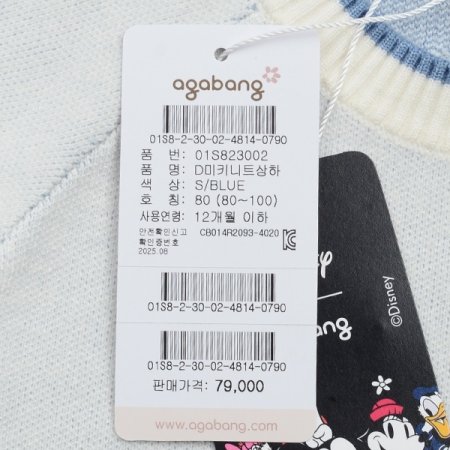 agabang
01S8-2-30-02-4814-0790
품 번: 01S823002
품 명: D미키니트상하
색 상: S/BLUE
호 칭: 80 (80~100)
사용연령: 12개월 이하
안전확인신고
확인증번호 CB014R2093-4020
2025.08
01S8-2-30-02-4814-0790
01S8-2-30-02-4814-0790
판매가격: 79,000
www.agabang.com
©Disney